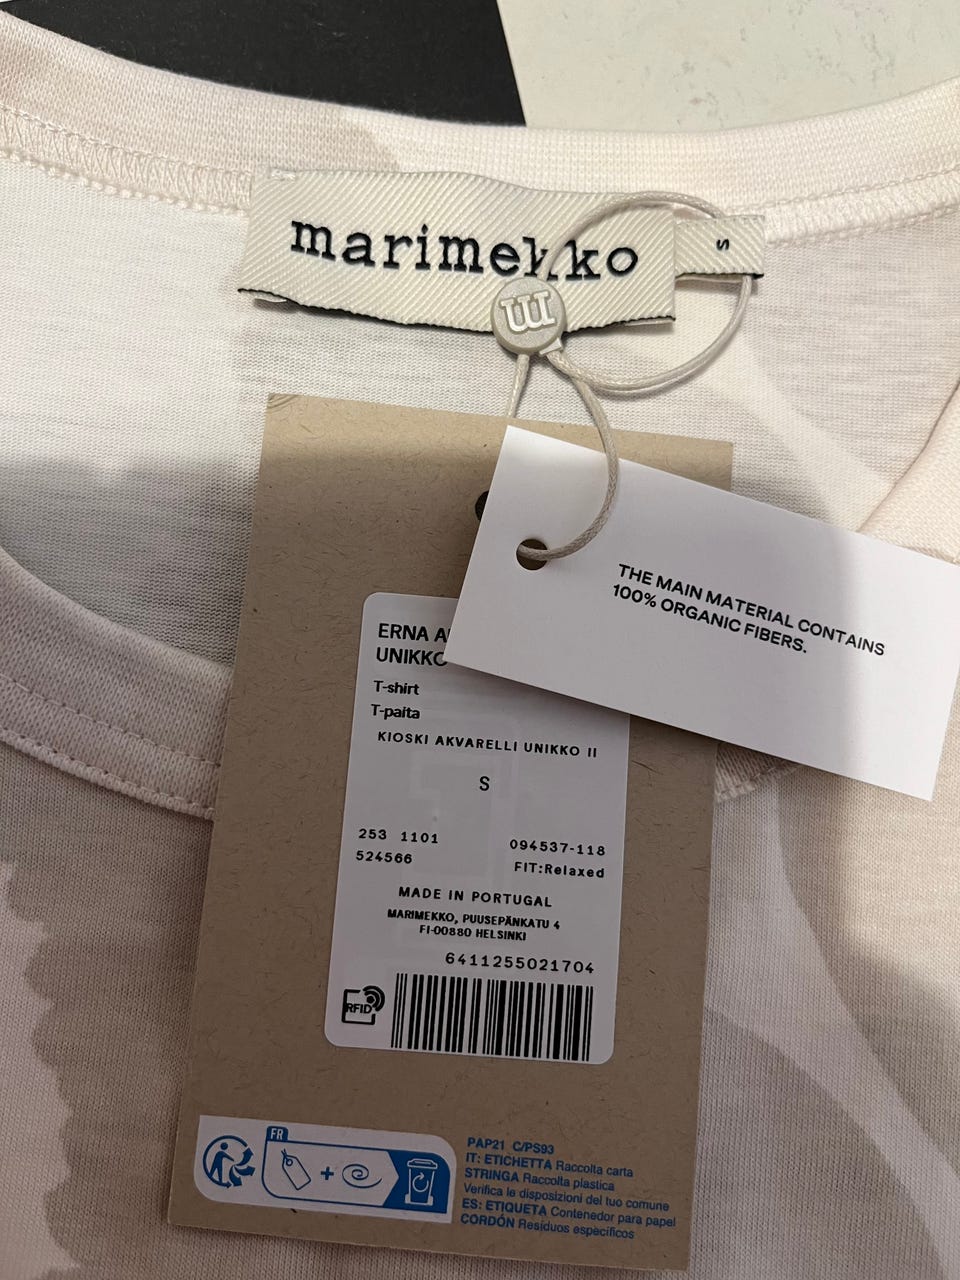 marimekko
S
THE MAIN MATERIAL CONTAINS
100% ORGANIC FIBERS.
ERNA
UNIKKO
T-shirt
T-paita
KIOSKI AKVARELLI UNIKKO II
S
253 1101
094537-118
524566
FIT:Relaxed
MADE IN PORTUGAL
MARIMEKKO, PUUSEPÄNKATU 4
FI-00880 HELSINKI
6411255021704
RFID
FR
PAP21 C/PS93
IT: ETICHETTA Raccolta carta
STRINGA Raccolta plastica
Verifica le disposizioni del tuo comune
ES: ETIQUETA Contenedor para papel
CORDÓN Residuos específicos